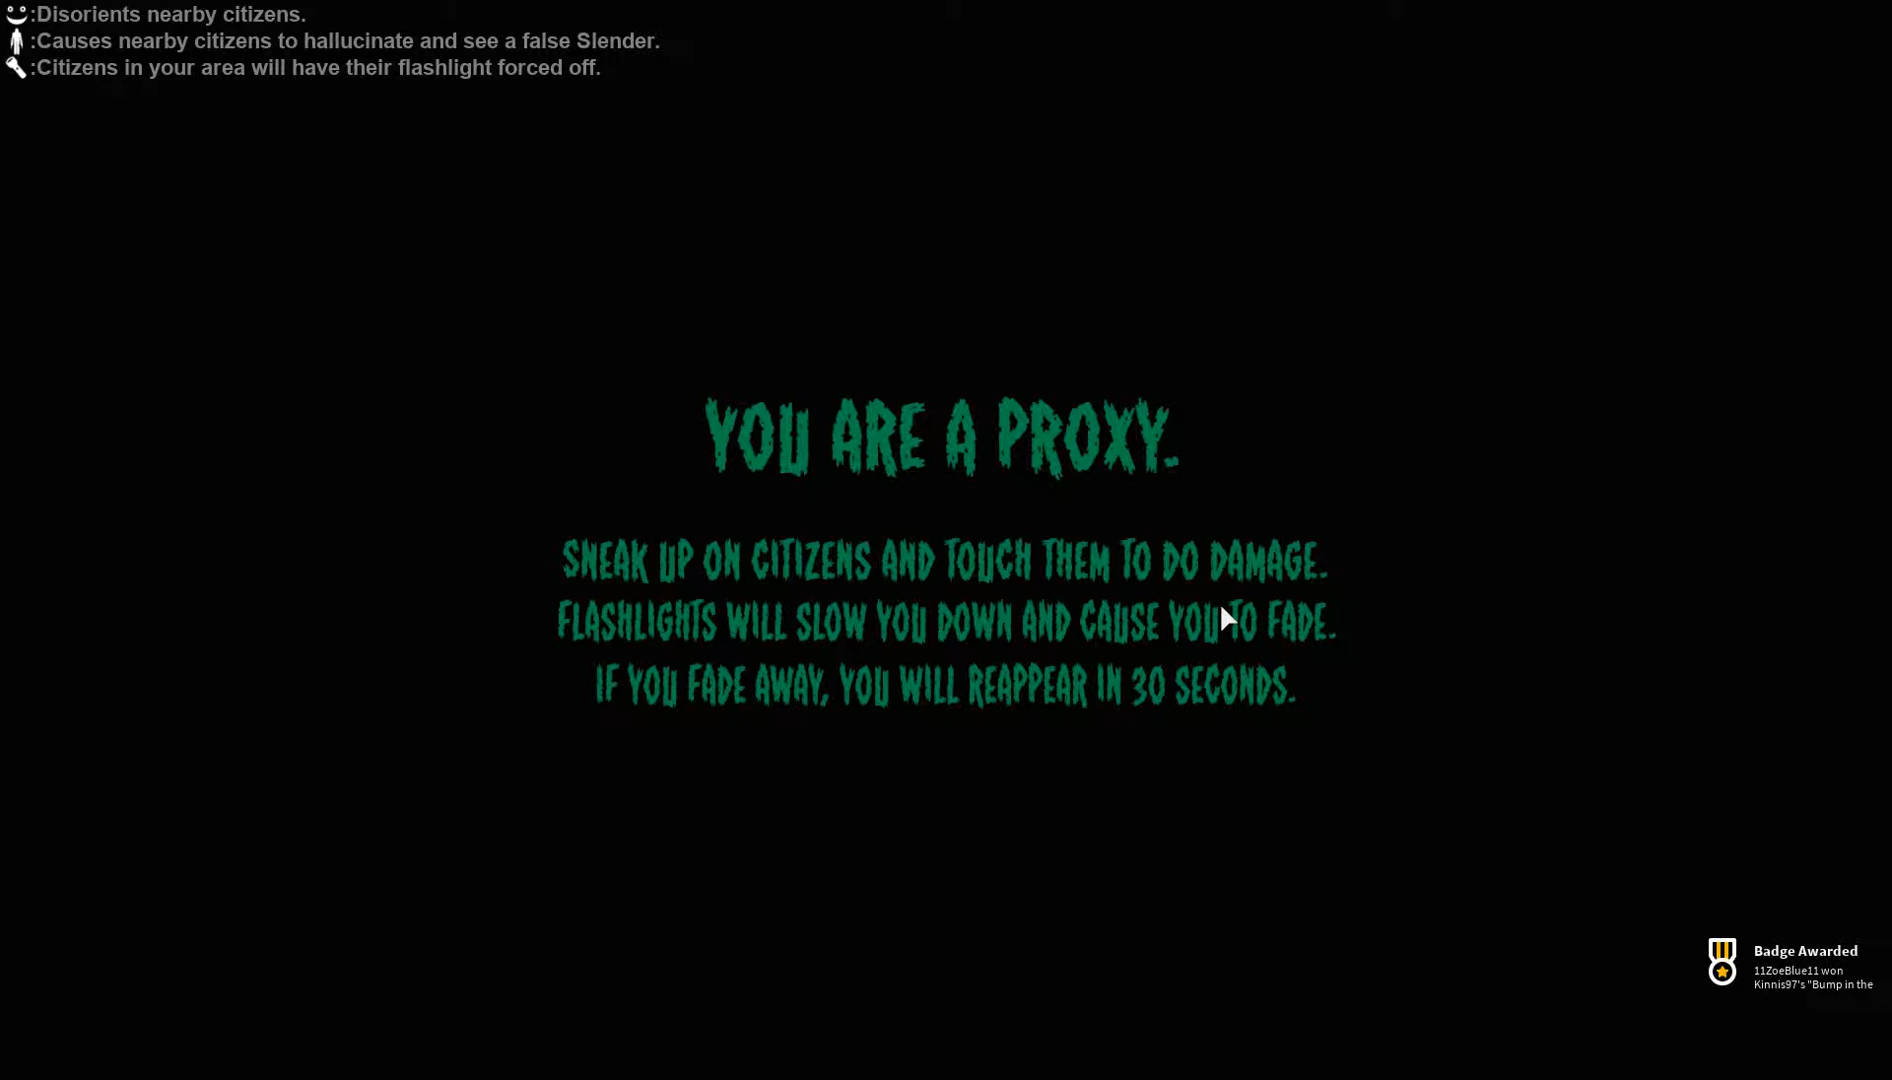 :Disorients nearby citizens.
:Causes nearby citizens to hallucinate and see a false Slender.
:Citizens in your area will have their flashlight forced off.
YOU ARE A PROXY.
SNEAK UP ON CITIZENS AND TOUCH THEM TO DO DAMAGE.
FLASHLIGHTS WILL SLOW YOU DOWN AND CAUSE YOU TO FADE.
IF YOU FADE AWAY, YOU WILL REAPPEAR IN 30 SECONDS.
Badge Awarded
11ZoeBlue11 won
Kinnis97's "Bump in the